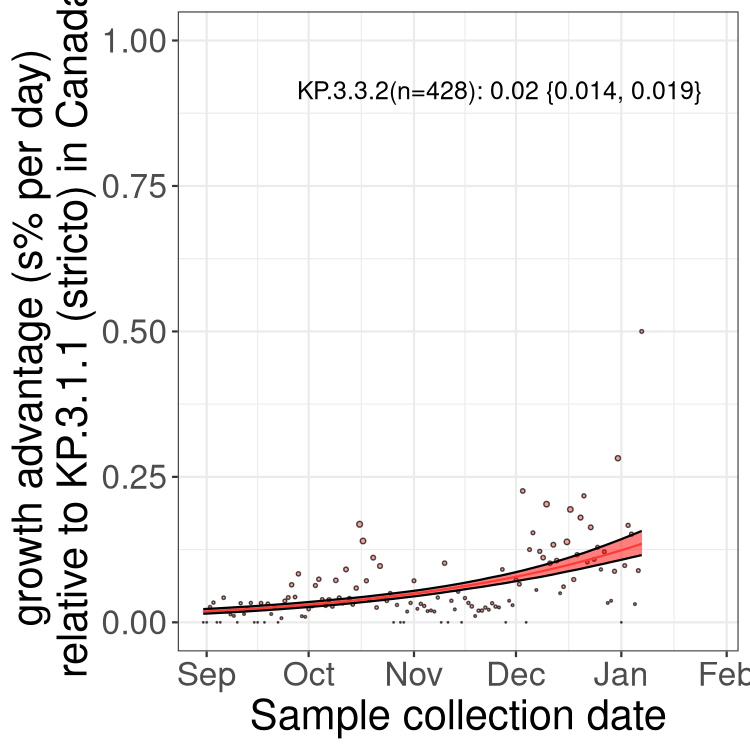 growth advantage (s% per day)
relative to KP.3.1.1 (stricto) in Canada
1.00
0.75
0.50
0.25
0.00
KP.3.3.2(n=428): 0.02 {0.014, 0.019}
Sep Oct Nov Dec Jan Feb
Sample collection date